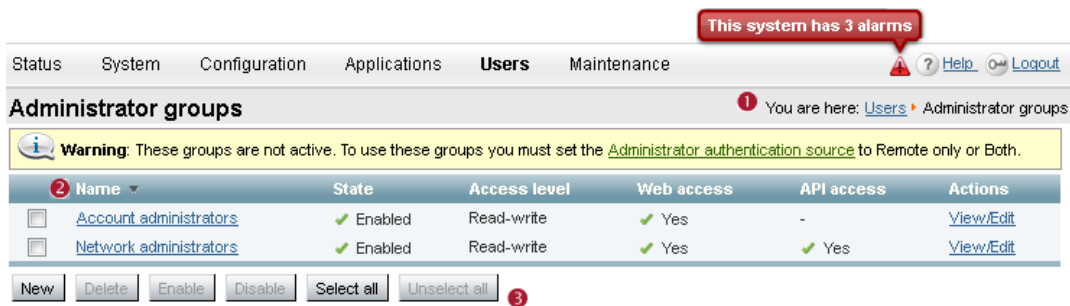 This system has 3 alarms
Status System Configuration Applications Users Maintenance ? Help Logout
Administrator groups 1 You are here: Users Administrator groups
i Warning: These groups are not active. To use these groups you must set the Administrator authentication source to Remote only or Both.
2 Name State Access level Web access API access Actions
Account administrators Enabled Read-write Yes - View/Edit
Network administrators Enabled Read-write Yes Yes View/Edit
New Delete Enable Disable Select all Unselect all 3